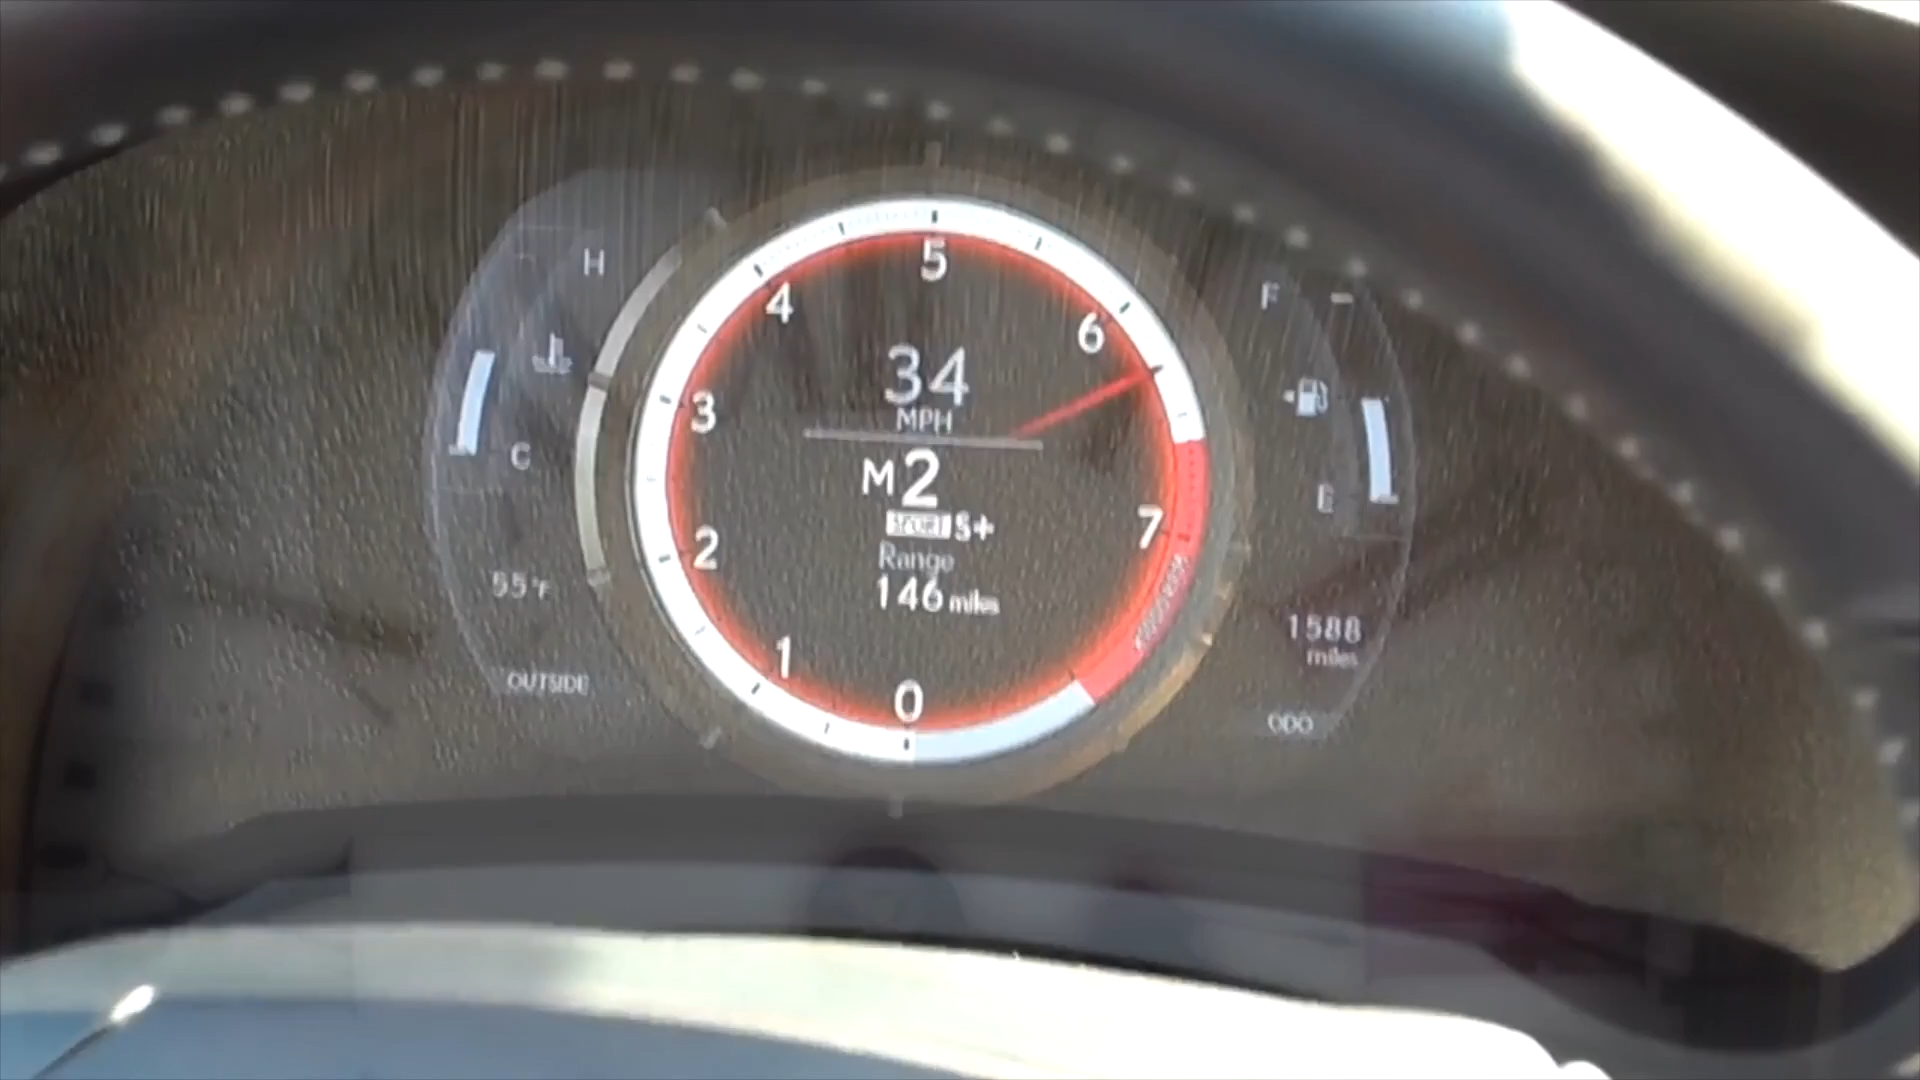 H
C
55°F
OUTSIDE
5
4
6
3
2
7
1
0
34
MPH
M2
SPORT S+
Range
146 miles
F
E
1588
miles
ODO